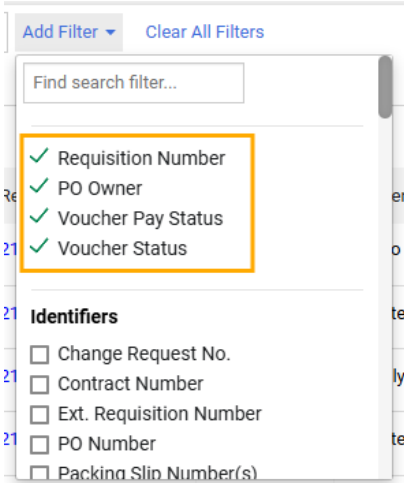 Add Filter Clear All Filters
Find search filter...
Requisition Number
PO Owner
Voucher Pay Status
Voucher Status
Identifiers
Change Request No.
Contract Number
Ext. Requisition Number
PO Number
Packing Slip Number(s)